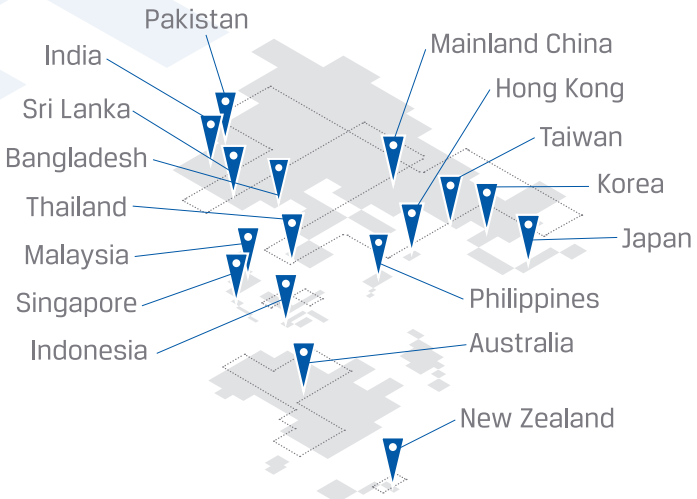 Pakistan
India
Sri Lanka
Bangladesh
Thailand
Malaysia
Singapore
Indonesia
Mainland China
Hong Kong
Taiwan
Korea
Japan
Philippines
Australia
New Zealand